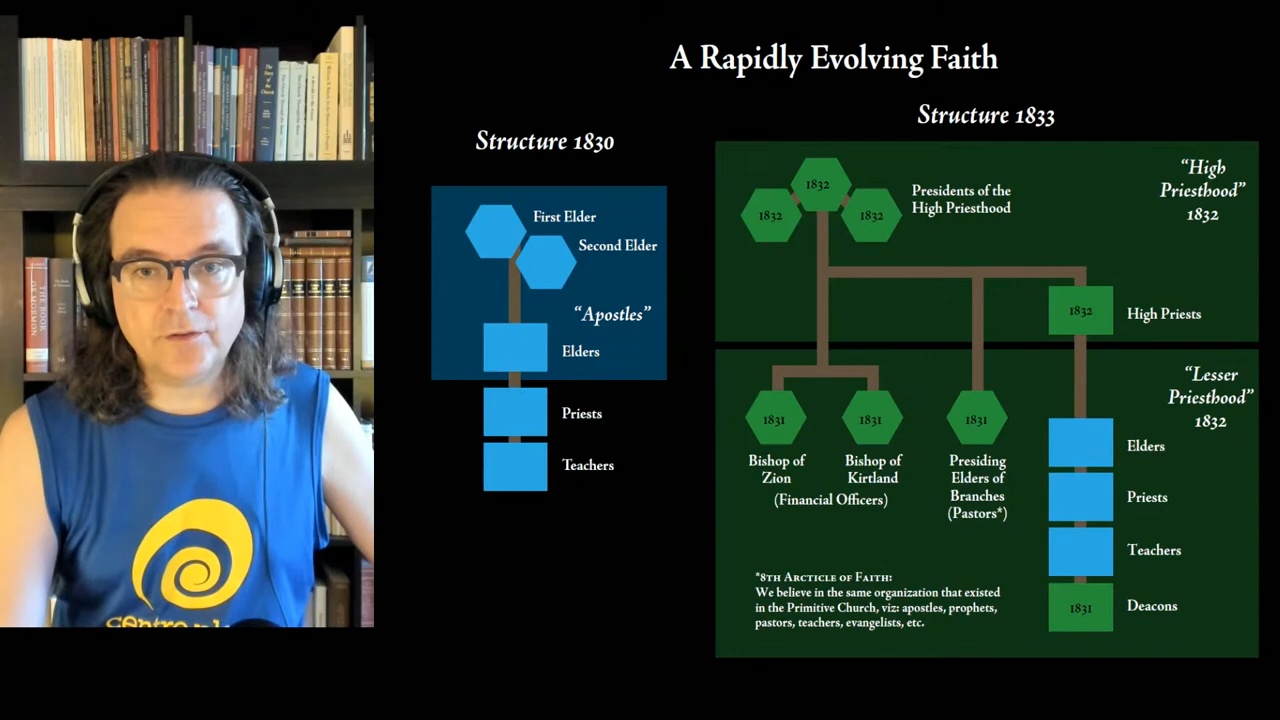 A Rapidly Evolving Faith
Structure 1830
First Elder
Second Elder
"Apostles"
Elders
Priests
Teachers
Structure 1833
"High
Priesthood"
1832
1832
1832
1832
Presidents of the
High Priesthood
1832
High Priests
"Lesser
Priesthood"
1832
1831
1831
1831
Bishop of
Zion
Bishop of
Kirtland
(Financial Officers)
Presiding
Elders of
Branches
(Pastors*)
Elders
Priests
Teachers
1831
Deacons
*8th Arcticle of Faith:
We believe in the same organization that existed
in the Primitive Church, viz: apostles, prophets,
pastors, teachers, evangelists, etc.
THE BOOK
OF MORMON